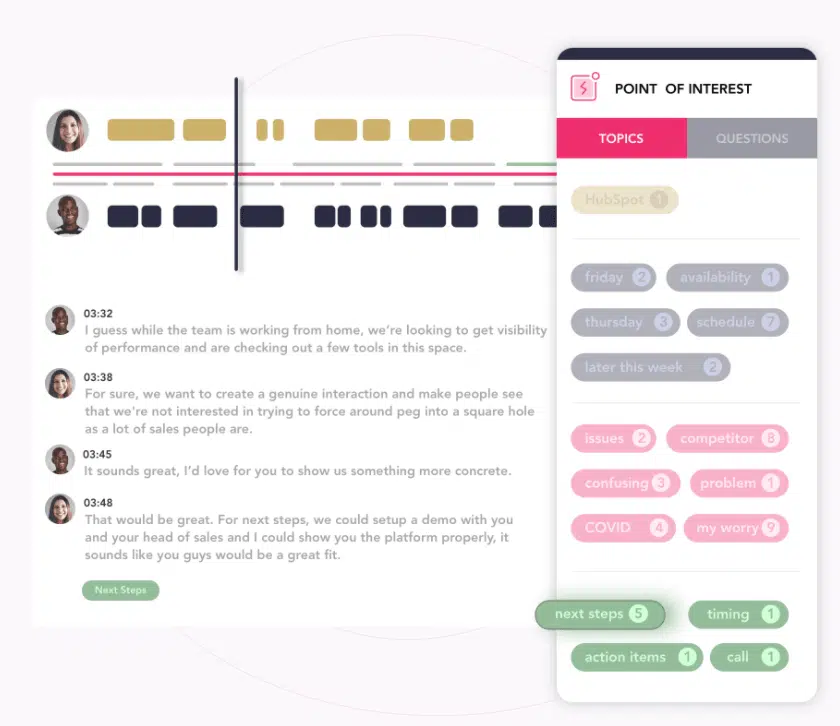 POINT OF INTEREST
TOPICS
QUESTIONS
HubSpot 1
friday 2
availability 1
thursday 3
schedule 7
later this week 2
issues 2
competitor 8
confusing 3
problem 1
COVID 4
my worry 9
next steps 5
timing 1
action items 1
call 1
03:32
I guess while the team is working from home, we're looking to get visibility
of performance and are checking out a few tools in this space.
03:38
For sure, we want to create a genuine interaction and make people see
that we're not interested in trying to force around peg into a square hole
as a lot of sales people are.
03:45
It sounds great, I'd love for you to show us something more concrete.
03:48
That would be great. For next steps, we could setup a demo with you
and your head of sales and I could show you the platform properly, it
sounds like you guys would be a great fit.
Next Steps